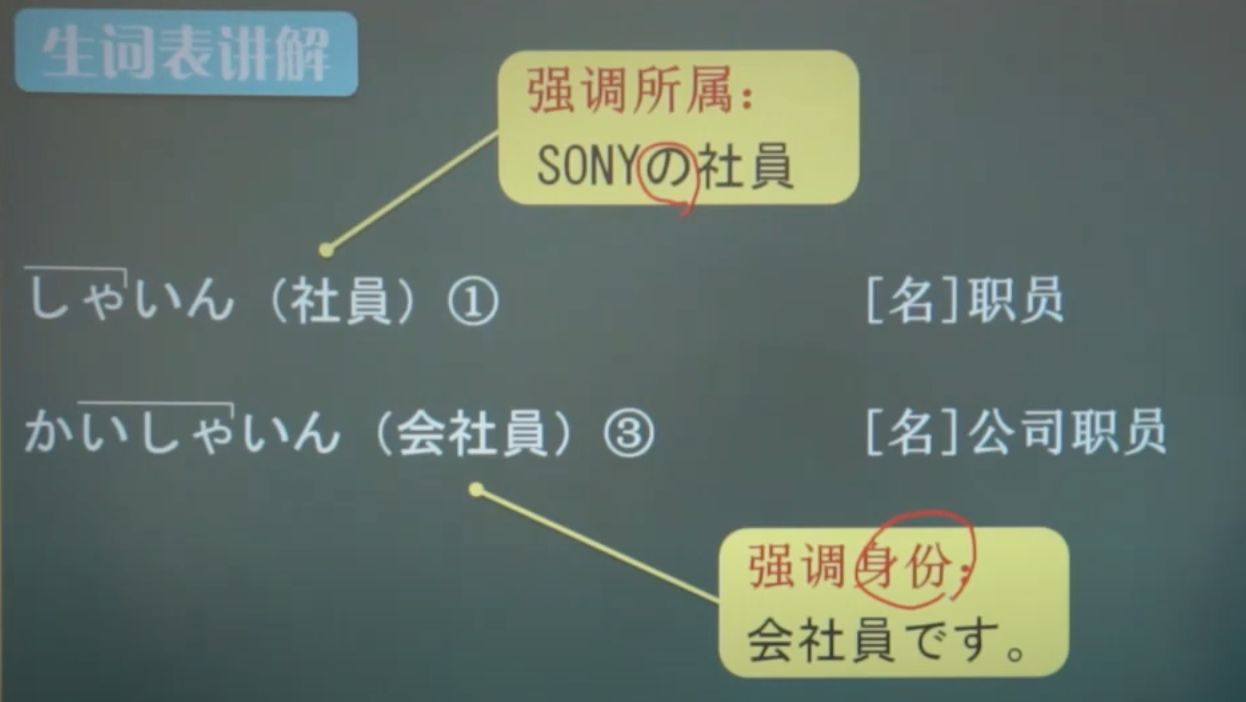 生词表讲解
强调所属：
SONYの社員
しゃいん（社員）①
[名]职员
かいしゃいん（会社員）③
[名]公司职员
强调身份：
会社員です。